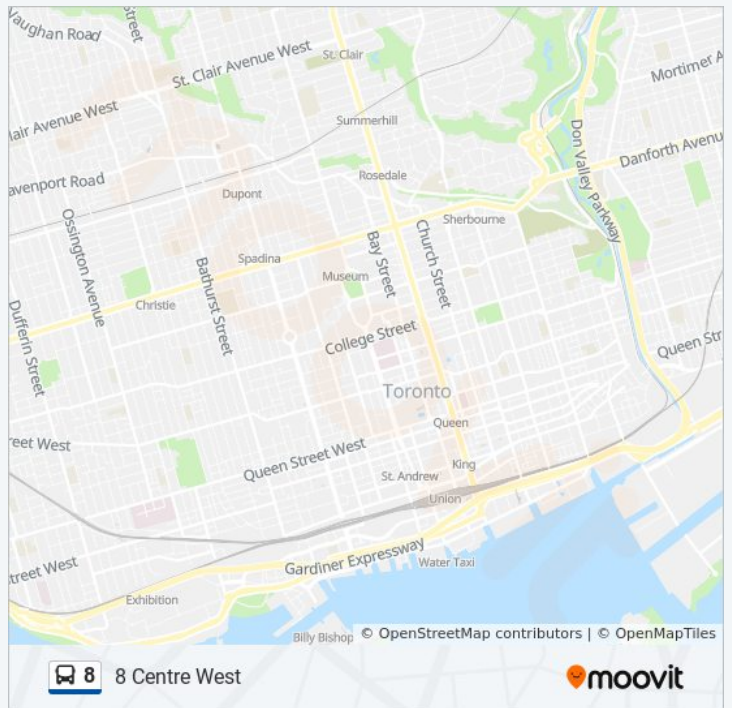 Vaughan Road
Street
St. Clair Avenue West
St. Clair
Mortimer A
lair Avenue West
Summerhill
Don Valley Parkway
Danforth Avenu
avenport Road
Rosedale
Dupont
Ossington Avenue
Sherbourne
Church Street
Bay Street
Spadina
Bathurst Street
Museum
Christie
Dufferin Street
College Street
Queen Str
Toronto
Queen
reet West
Queen Street West
King
St. Andrew
Union
Gardiner Expressway
Water Taxi
treet West
Exhibition
Billy Bishop
© OpenStreetMap contributors | © OpenMapTiles
8 8 Centre West
moovit